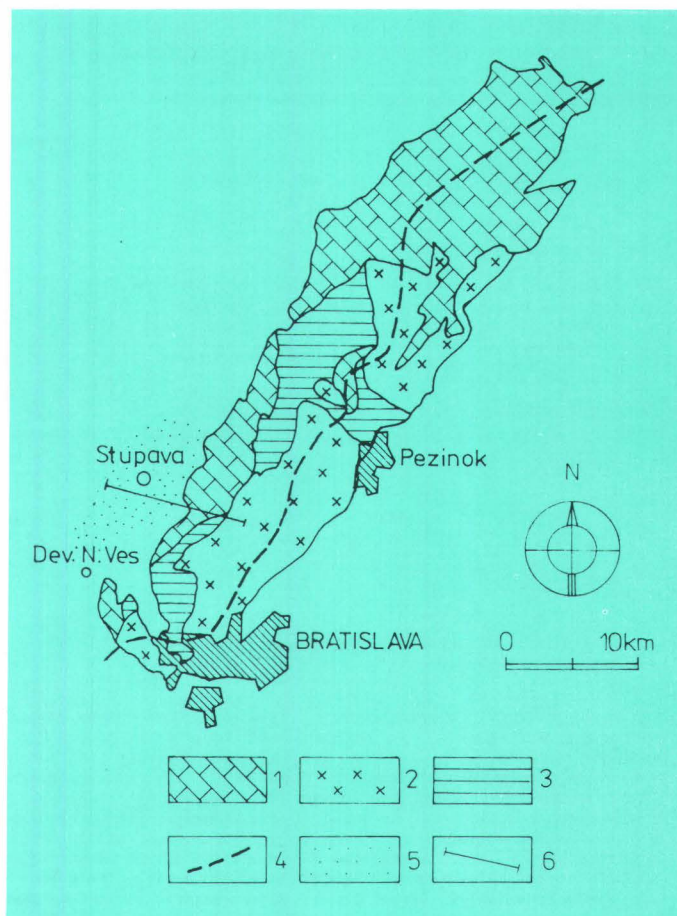 Stupava
Pezinok
N
Dev. N. Ves
BRATISLAVA
0 10km
1 2 3
4 5 6